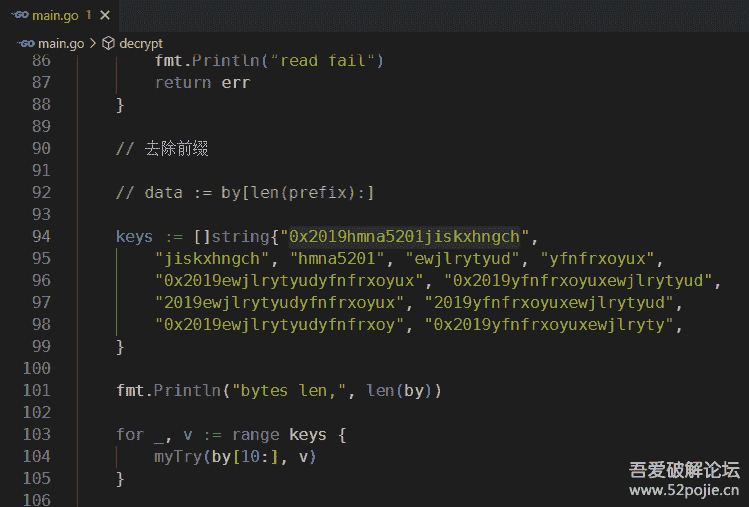 main.go 1 ×
main.go > decrypt
86 fmt.Println("read fail")
87 return err
88 }
89
90 // 去除前缀
91
92 // data := by[len(prefix):]
93
94 keys := []string{"0x2019hmna5201jiskxhngch",
95 "jiskxhngch", "hmna5201", "ewjlrytyud", "yfnfrxoyux",
96 "0x2019ewjlrytyudyfnfrxoyux", "0x2019yfnfrxoyuxewjlrytyud",
97 "2019ewjlrytyudyfnfrxoyux", "2019yfnfrxoyuxewjlrytyud",
98 "0x2019ewjlrytyudyfnfrxoy", "0x2019yfnfrxoyuxewjlryty",
99 }
100
101 fmt.Println("bytes len,", len(by))
102
103 for _, v := range keys {
104 myTry(by[10:], v)
105 }
106
吾爱破解论坛
www.52pojie.cn